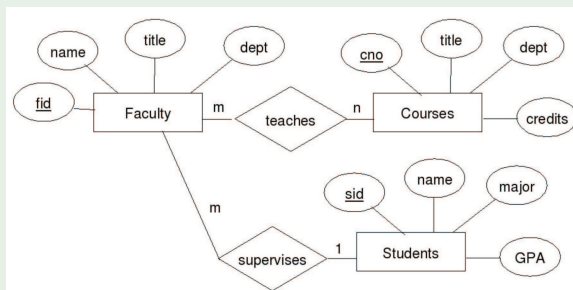 name
title
dept
fid
Faculty
m
teaches
n
cno
title
dept
Courses
credits
m
supervises
1
sid
name
major
Students
GPA